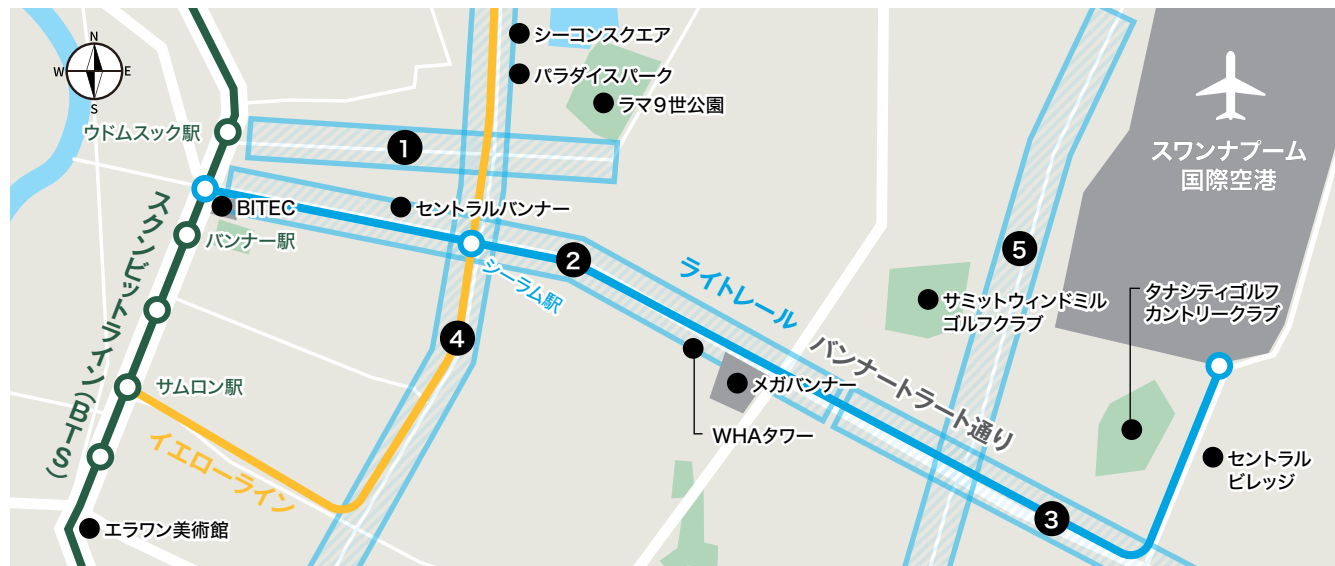 N
W
E
S
シーコンスクエア
パラダイスパーク
ラマ9世公園
スワンナプーム
国際空港
ウドムスック駅
1
BITEC
セントラルバンナー
バンナー駅
スクンビットライン（BTS）
シーラム駅
2
ライトレール
5
サミットウィンドミル
ゴルフクラブ
タナシティゴルフ
カントリークラブ
4
バンナートラート通り
メガバンナー
サムロン駅
WHAタワー
イエローライン
セントラル
ビレッジ
3
エラワン美術館